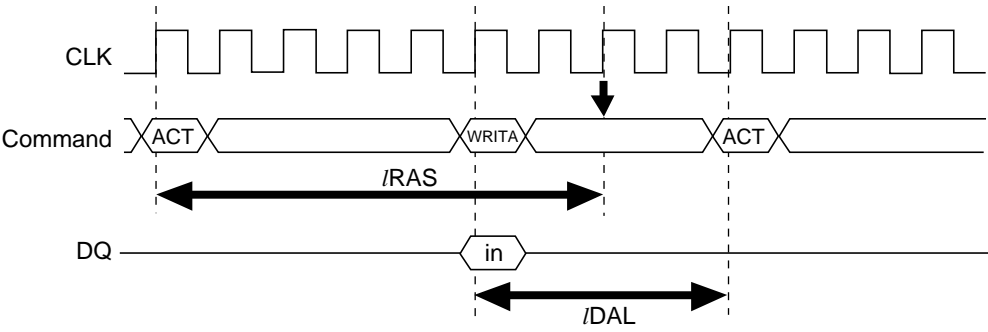 CLK
Command ACT WRITA ACT
lRAS
DQ in
lDAL